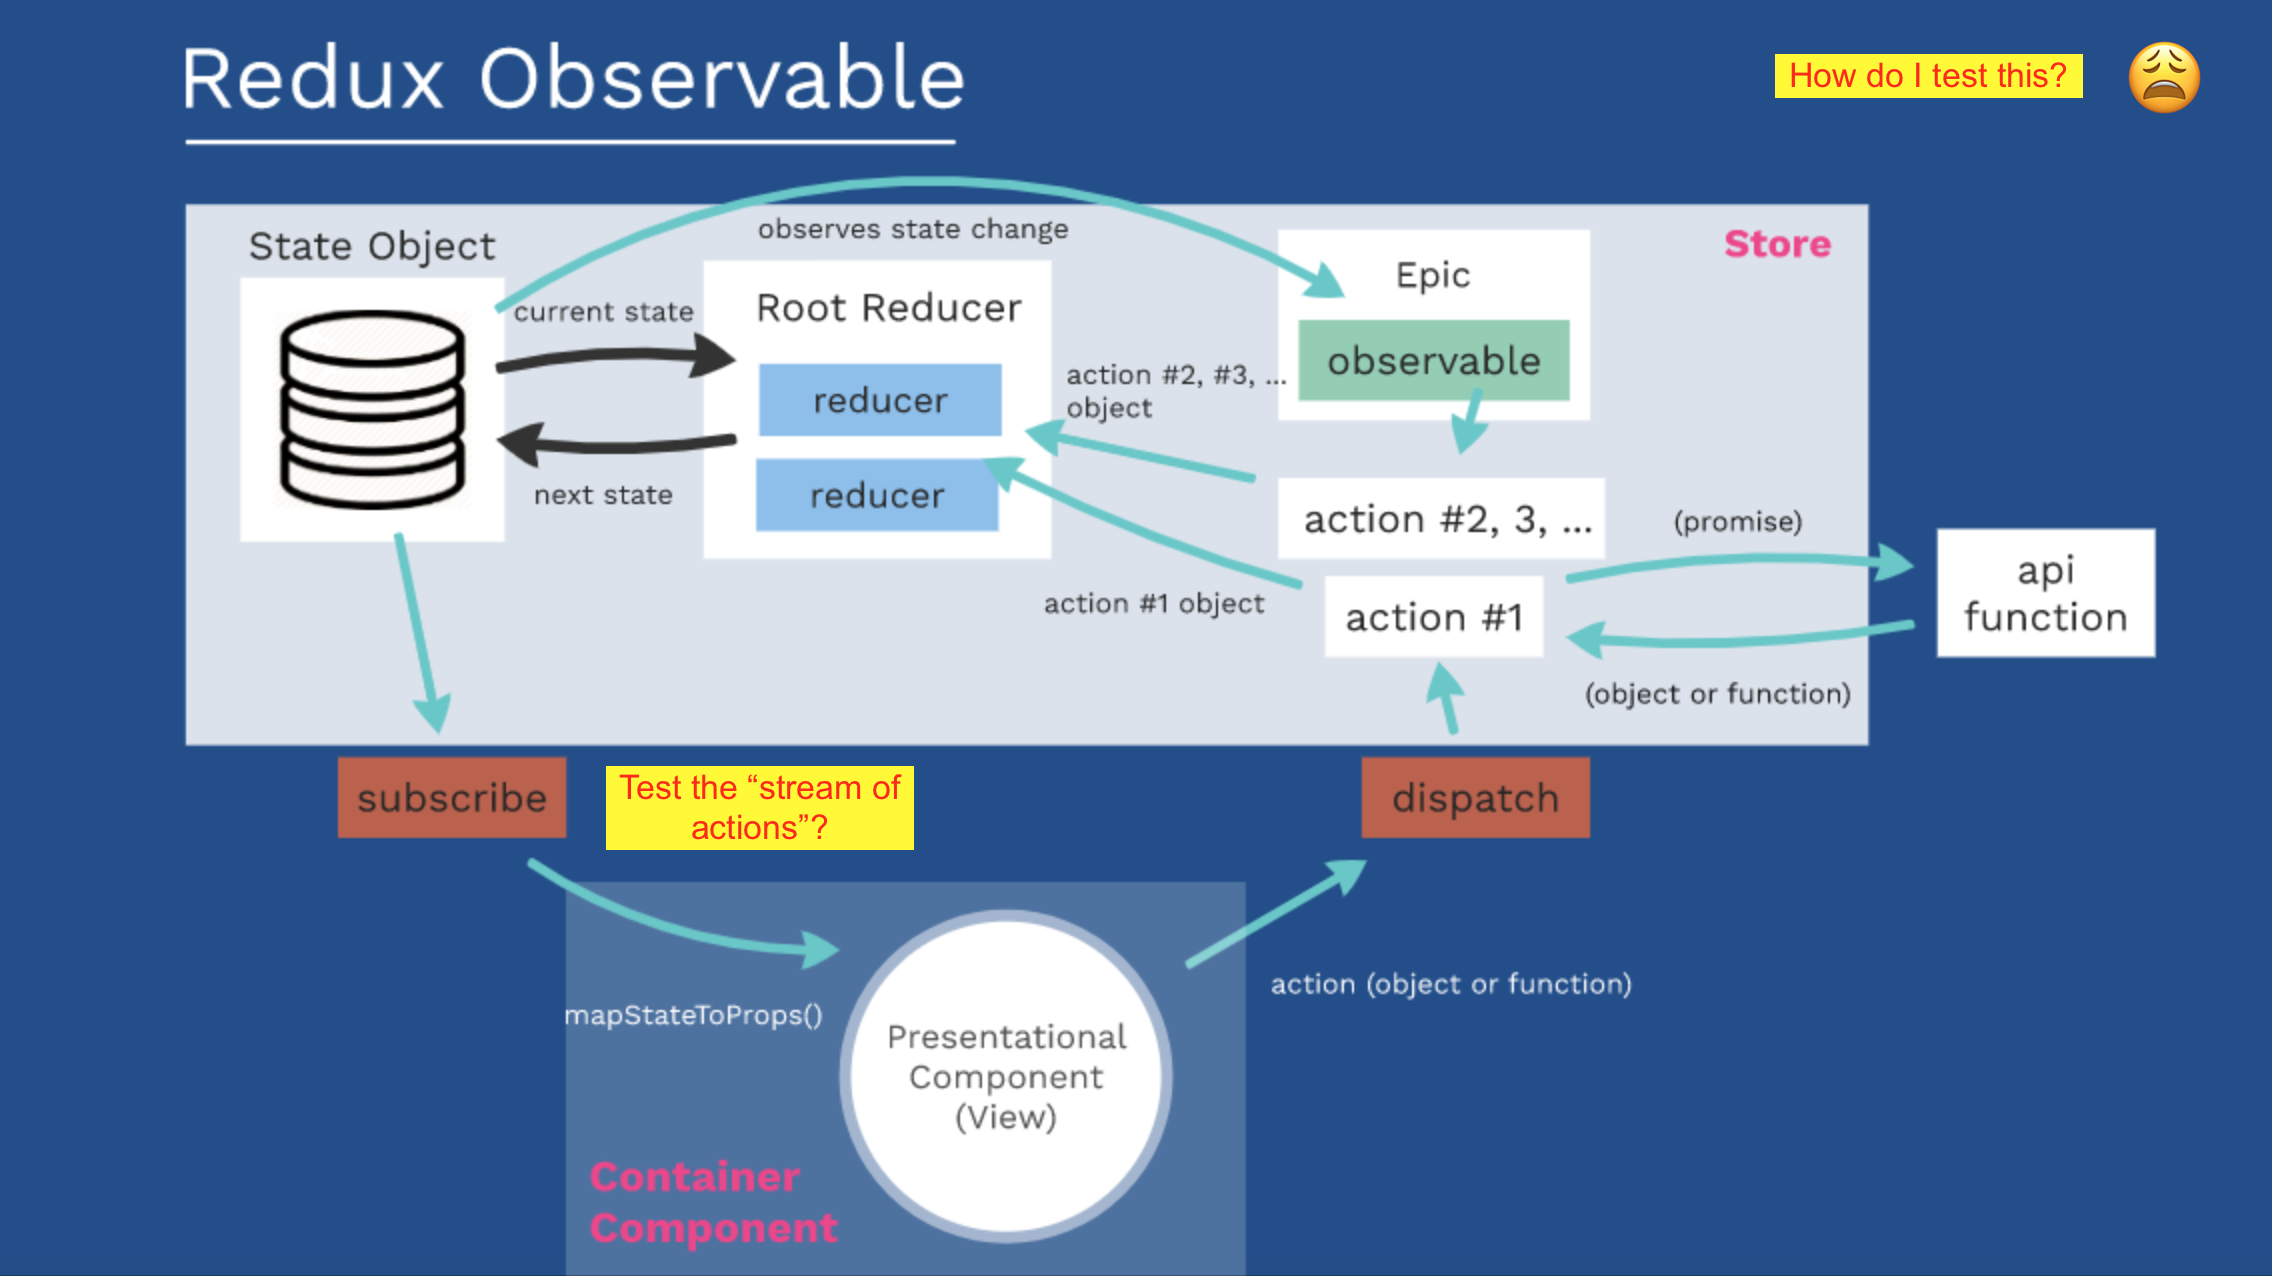 Redux Observable
How do I test this?
observes state change
State Object
Store
Epic
current state
Root Reducer
observable
action #2, #3, ...
object
reducer
reducer
next state
action #2, 3, ...
(promise)
api
function
action #1 object
action #1
(object or function)
subscribe
Test the “stream of
actions”?
dispatch
mapStateToProps()
action (object or function)
Presentational
Component
(View)
Container
Component